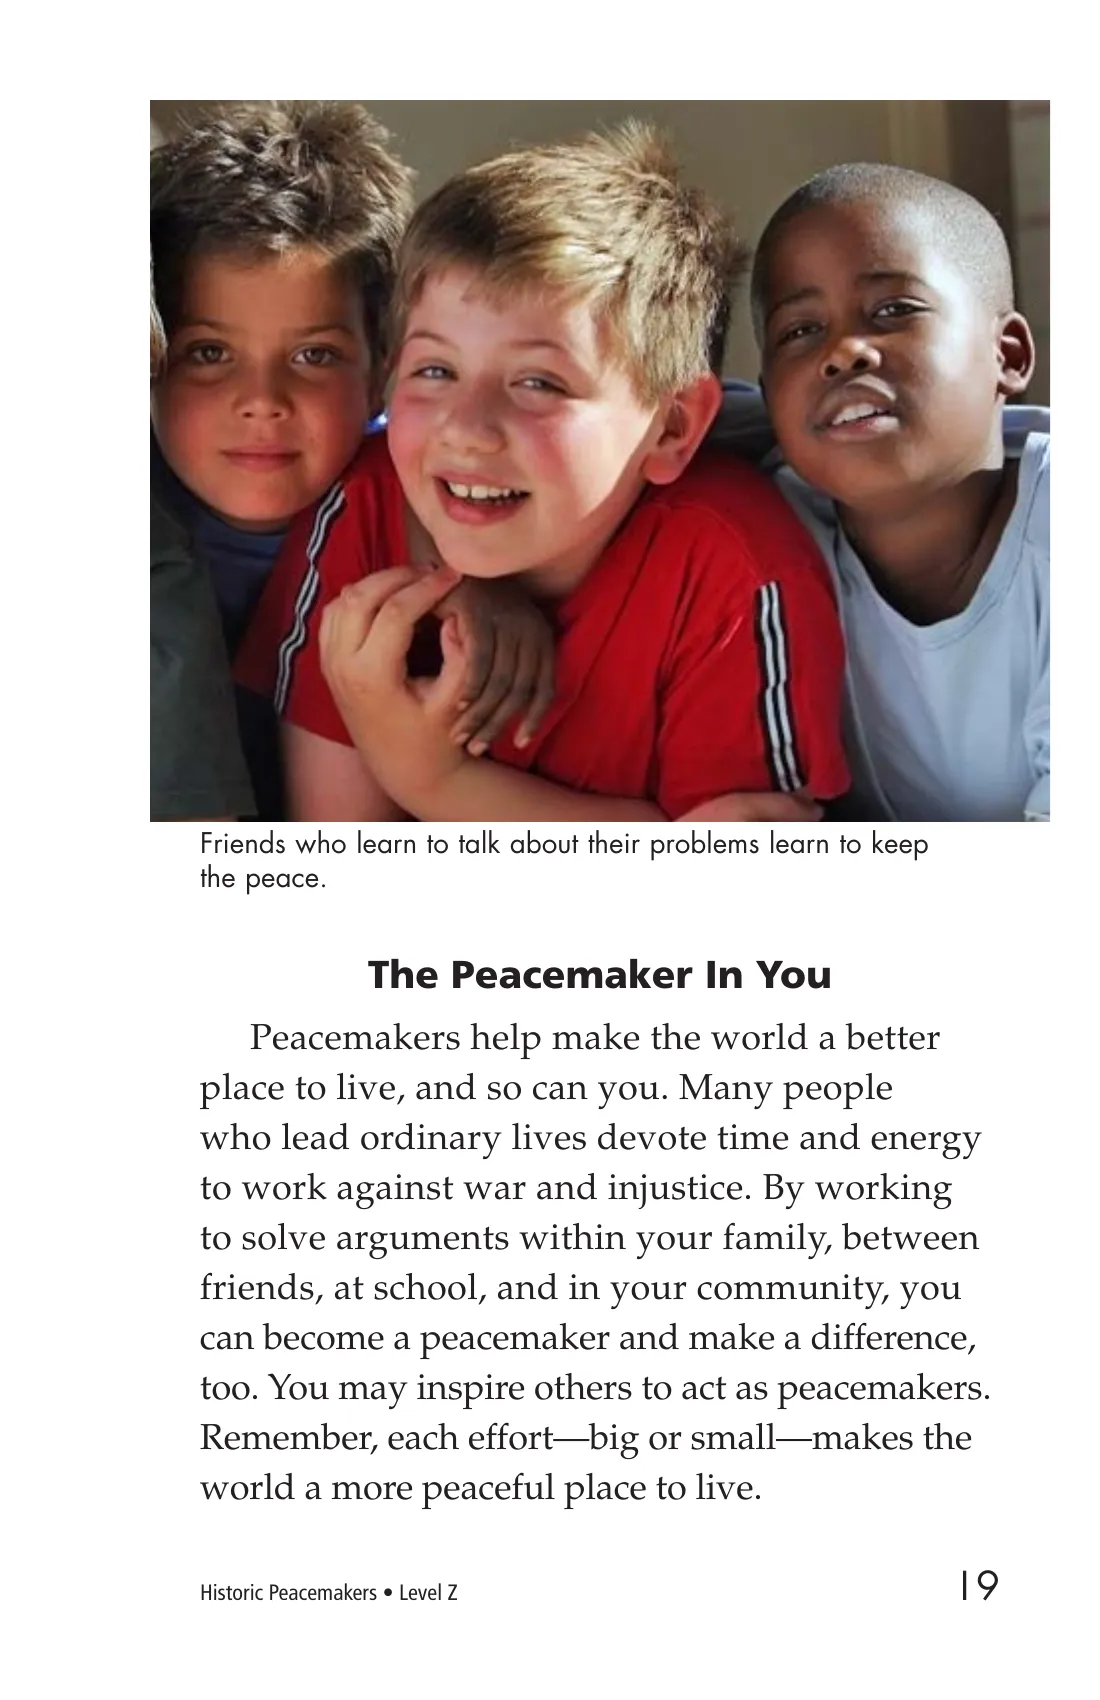 Friends who learn to talk about their problems learn to keep
the peace.
The Peacemaker In You
Peacemakers help make the world a better
place to live, and so can you. Many people
who lead ordinary lives devote time and energy
to work against war and injustice. By working
to solve arguments within your family, between
friends, at school, and in your community, you
can become a peacemaker and make a difference,
too. You may inspire others to act as peacemakers.
Remember, each effort—big or small—makes the
world a more peaceful place to live.
Historic Peacemakers • Level Z
19